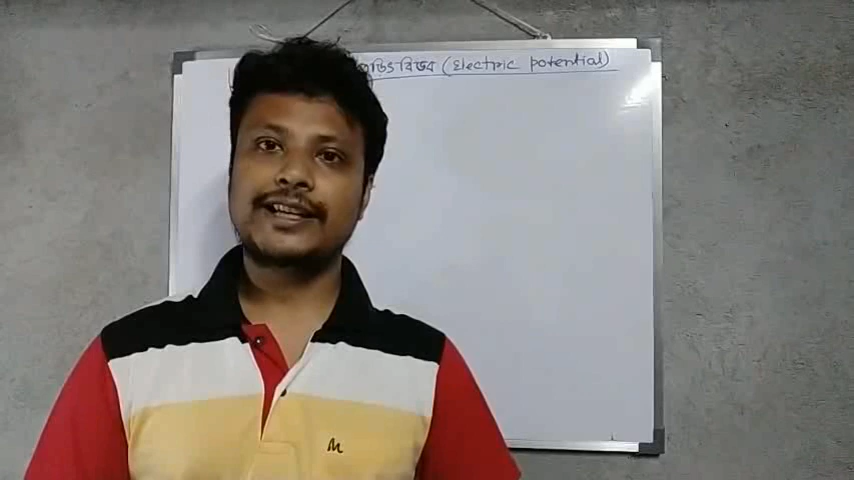 বিভব (Electric potential)
M